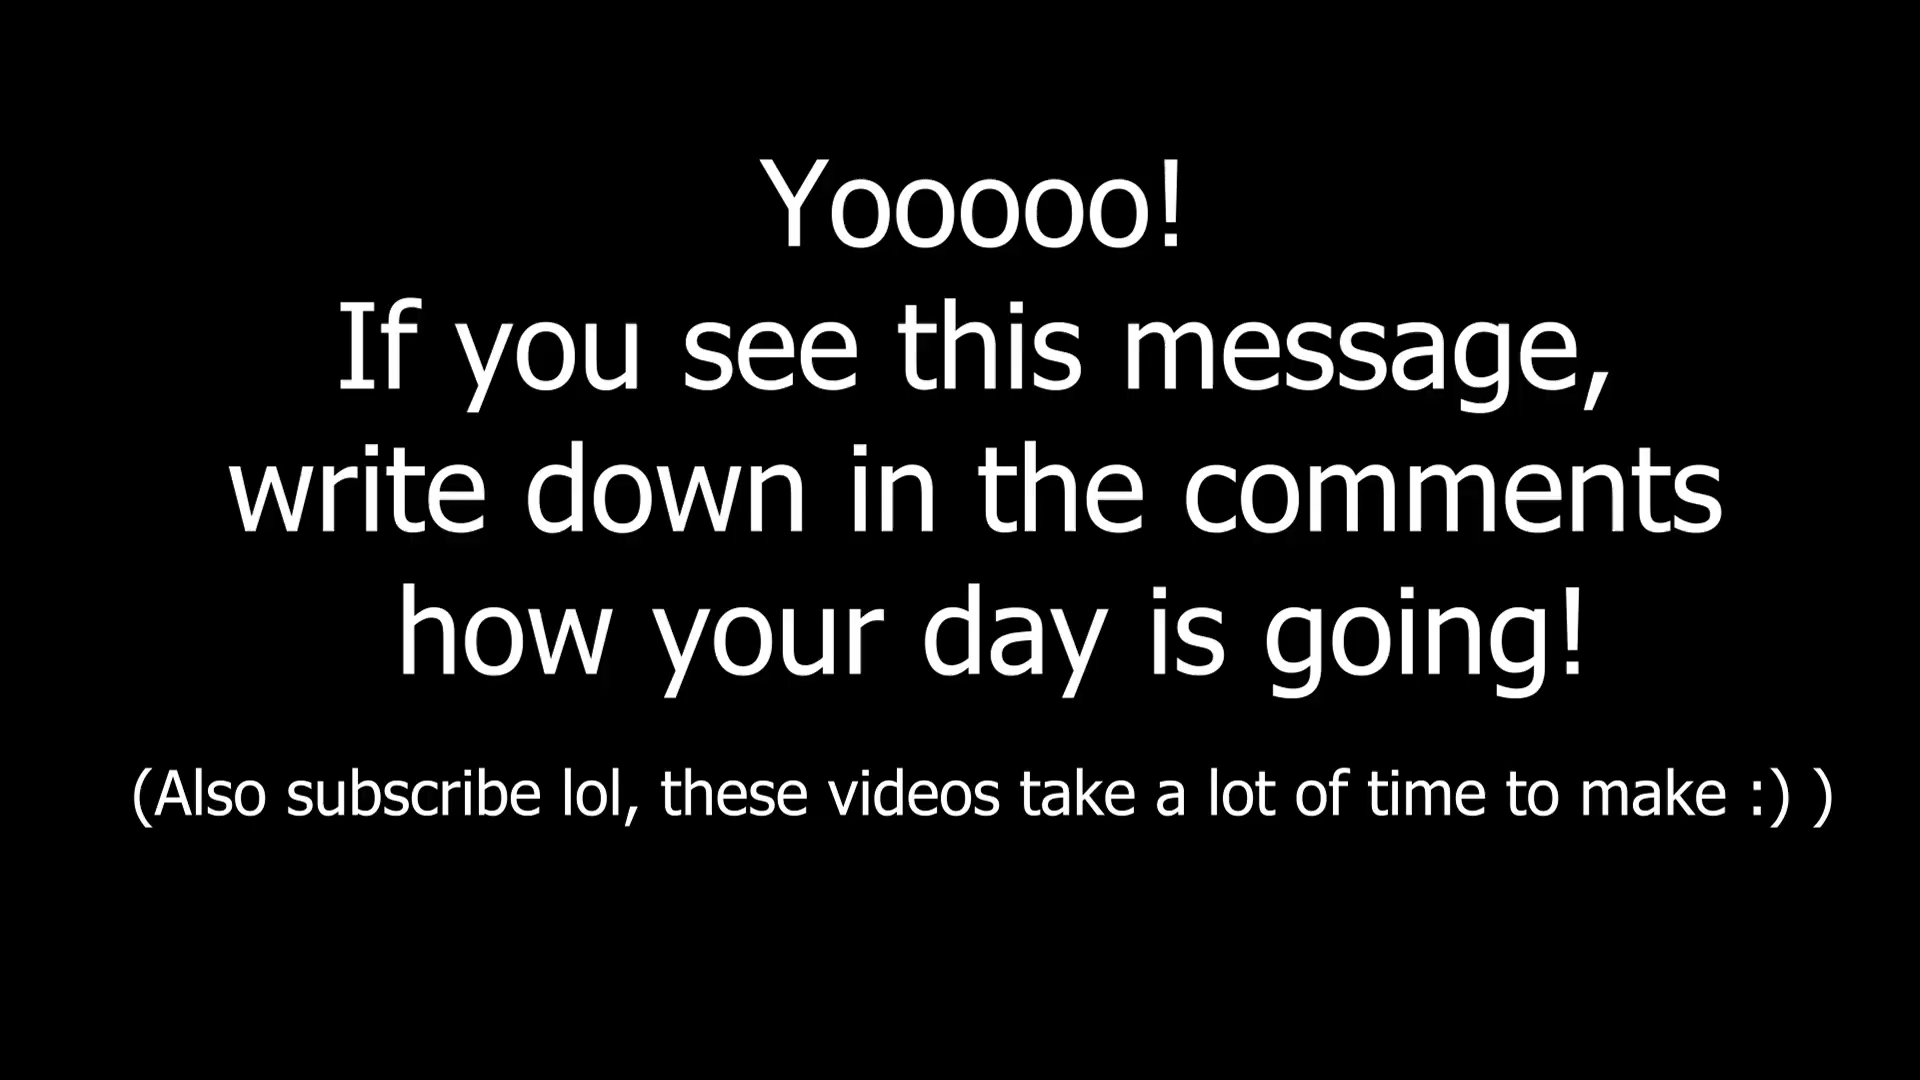 Yooooo!
If you see this message,
write down in the comments
how your day is going!
(Also subscribe lol, these videos take a lot of time to make :) )